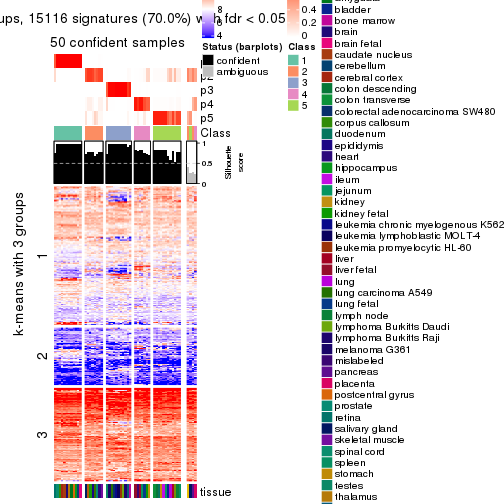 ups, 15116 signatures (70.0%) with fdr < 0.05
50 confident samples
p2
p3
p4
p5
Class
1
0.5
0
Silhouette
score
k-means with 3 groups
1
2
3
tissue
8
6
0.4
0.2
0
Status (barplots)
confident
ambiguous
Class
1
2
3
4
5
bladder
bone marrow
brain
brain fetal
caudate nucleus
cerebellum
cerebral cortex
colon descending
colon transverse
colorectal adenocarcinoma SW480
corpus callosum
duodenum
epididymis
heart
hippocampus
ileum
jejunum
kidney
kidney fetal
leukemia chronic myelogenous K562
leukemia lymphoblastic MOLT-4
leukemia promyelocytic HL-60
liver
liver fetal
lung
lung carcinoma A549
lung fetal
lymph node
lymphoma Burkitts Daudi
lymphoma Burkitts Raji
melanoma G361
mislabeled
pancreas
placenta
postcentral gyrus
prostate
retina
salivary gland
skeletal muscle
spinal cord
spleen
stomach
testes
thalamus